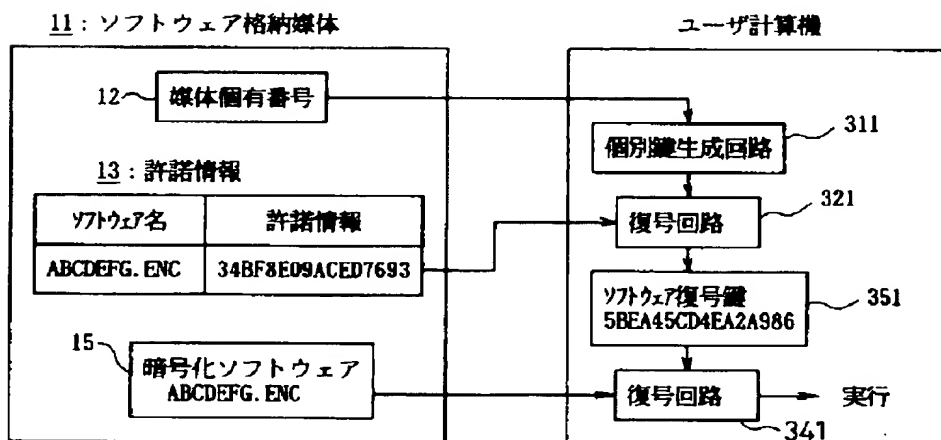 11：ソフトウェア格納媒体
ユーザ計算機
12
媒体個有番号
311
個別鍵生成回路
13：許諾情報
321
ソフトウェア名
許諾情報
復号回路
ABCDEFG.ENC
34BF8E09ACED7693
ソフトウェア復号鍵
351
5BEA45CD4EA2A986
15
暗号化ソフトウェア
ABCDEFG.ENC
復号回路
実行
341